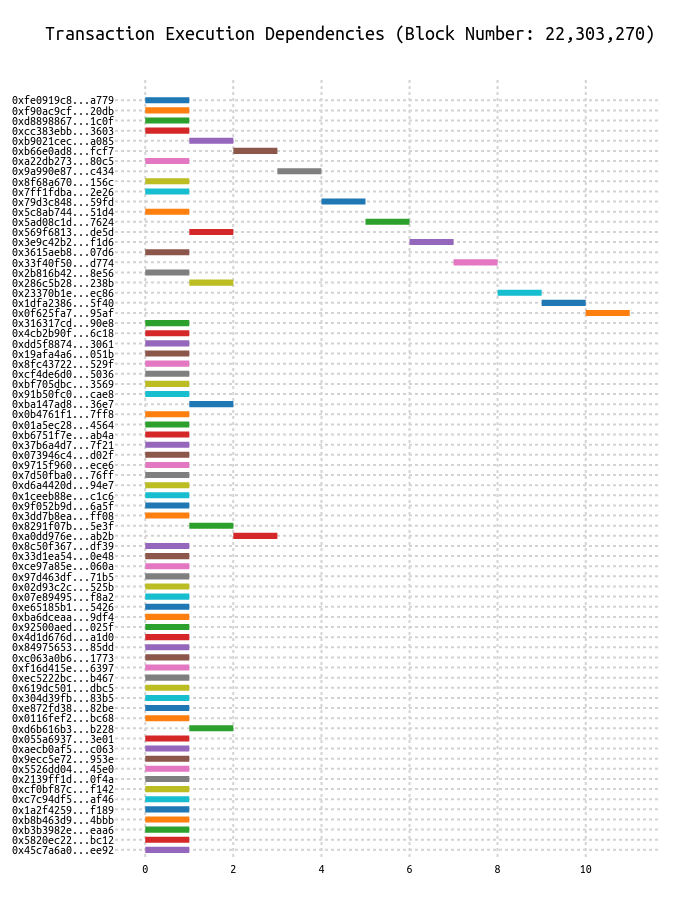 Transaction Execution Dependencies (Block Number: 22,303,270)
0xfe0919c8...a779
0xf90ac9cf...20db
0xd8898867...1c0f
0xcc383ebb...3603
0xb9021cec...a085
0xb66e0ad8...fcf7
0xa22db273...80c5
0x9a990e87...c434
0x8f68a670...156c
0x7ff1fdba...2e26
0x79d3c848...59fd
0x5c8ab744...51d4
0x5ad08c1d...7624
0x569f6813...de5d
0x3e9c42b2...f1d6
0x3615aeb8...07d6
0x33f40f50...d774
0x2b816b42...8e56
0x286c5b28...238b
0x23370b1e...ec86
0x1dfa2386...5f40
0x0f625fa7...95af
0x316317cd...90e8
0x4cb2b90f...6c18
0xdd5f8874...3061
0x19afa4a6...051b
0x8fc43722...529f
0xcf4de6d0...5036
0xbf705dbc...3569
0x91b50fc0...cae8
0xba147ad8...36e7
0x0b4761f1...7ff8
0x01a5ec28...4564
0xb6751f7e...ab4a
0x37b6a4d7...7f21
0x073946c4...d02f
0x9715f960...ece6
0x7d50fba0...76ff
0xd6a4420d...94e7
0x1ceeb88e...c1c6
0x9f052b9d...6a5f
0x3dd7b8ea...ff08
0x8291f07b...5e3f
0xa0dd976e...ab2b
0x8c50f367...df39
0x33d1ea54...0e48
0xce97a85e...060a
0x97d463df...71b5
0x02d93c2c...525b
0x07e89495...f8a2
0xe65185b1...5426
0xba6dceaa...9df4
0x92500aed...025f
0x4d1d676d...a1d0
0x84975653...85dd
0xc063a0b6...1773
0xf16d415e...6397
0xec5222bc...b467
0x619dc501...dbc5
0x304d39fb...83b5
0xe872fd38...82be
0x0116fef2...bc68
0xd6b616b3...b228
0x055a6937...3e01
0xaecb0af5...c063
0x9ecc5e72...953e
0x5526dd04...45e0
0x2139ff1d...0f4a
0xcf0bf87c...f142
0xc7c94df5...af46
0x1a2f4259...f189
0xb8b463d9...4bbb
0xb3b3982e...eaa6
0x5820ec22...bc12
0x45c7a6a0...ee92
0 2 4 6 8 10